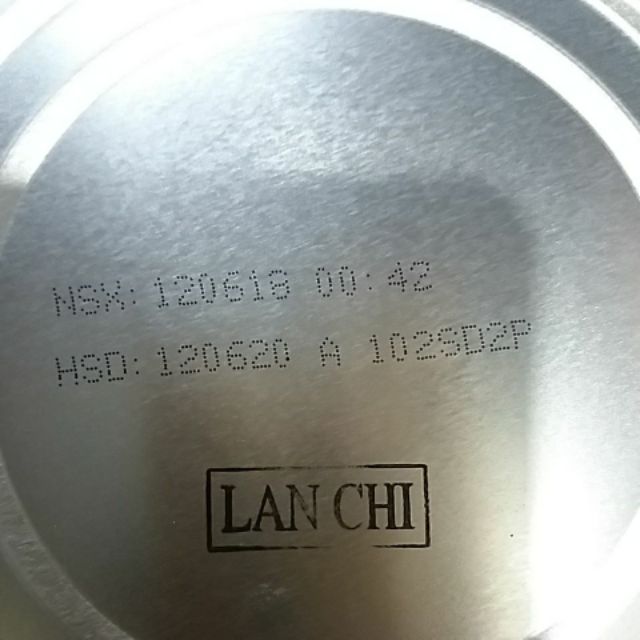 NSX: 120618 00:42
HSD: 120620 A 102SD2P
LAN CHI